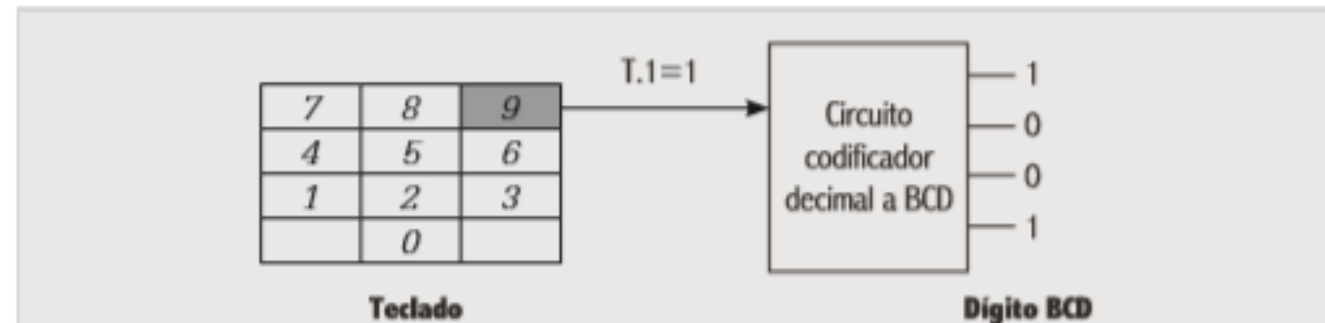 T.1=1
7 8 9
4 5 6
1 2 3
0
Circuito
codificador
decimal a BCD
1
0
0
1
Teclado
Dígito BCD